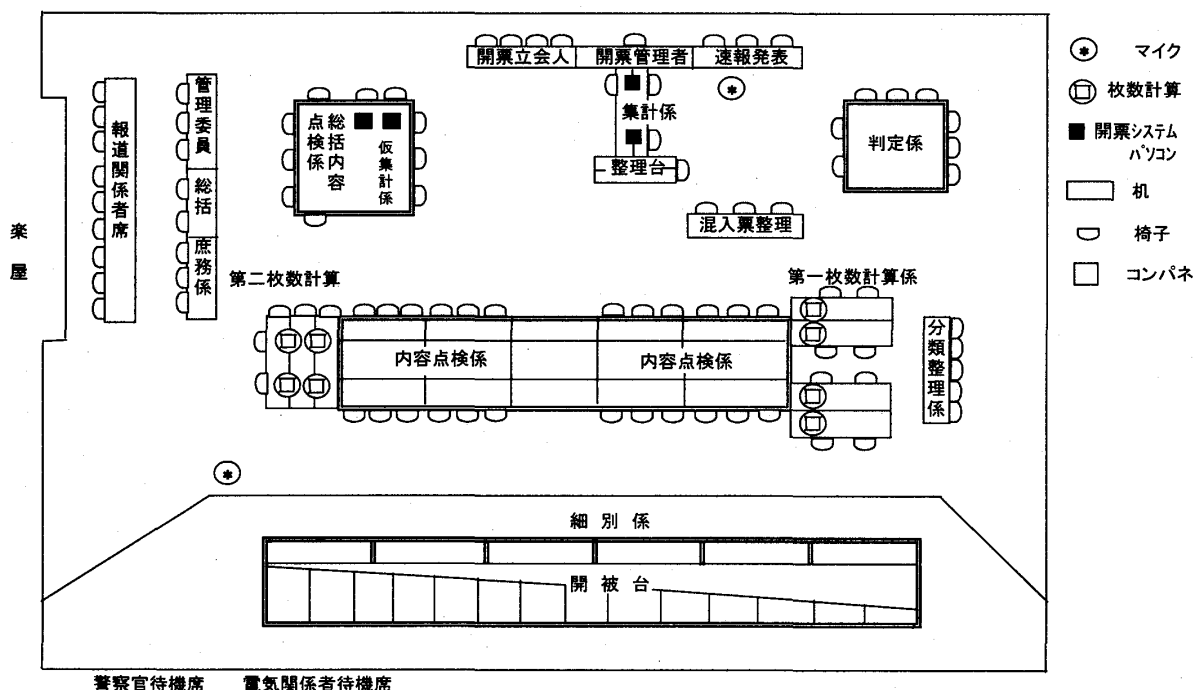 開票立会人
開票管理者
速報発表
マイク
枚数計算
開票システム
パソコン
机
椅子
コンパネ
楽屋
報道関係者席
管理委員
総括
庶務係
総括内容
点検係
仮集計係
集計係
整理台
判定係
混入票整理
第二枚数計算
第一枚数計算係
内容点検係
内容点検係
分類整理係
細別係
開被台
警察官待機席
電気関係者待機席